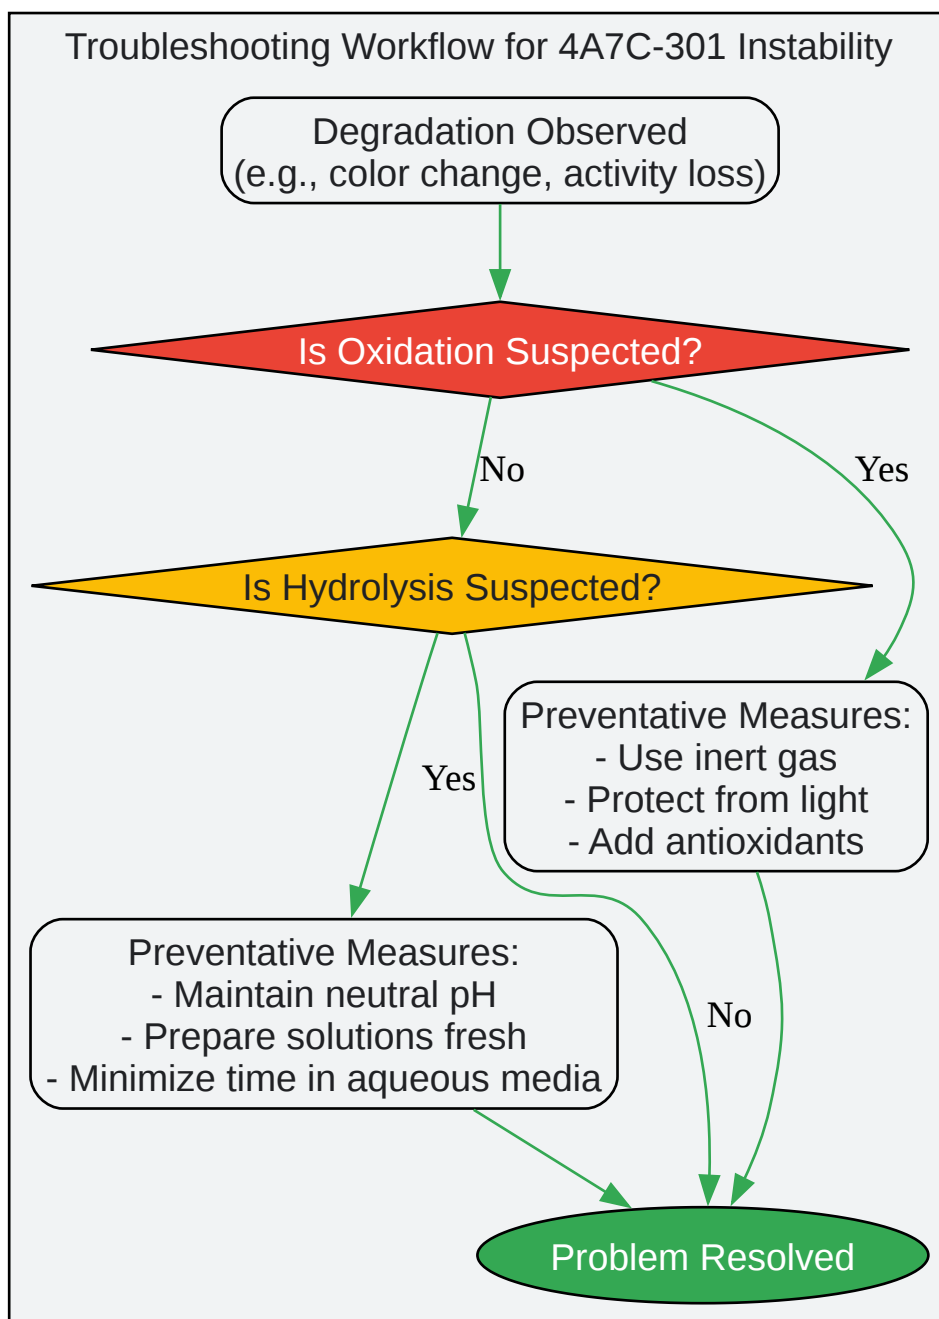 Troubleshooting Workflow for 4A7C-301 Instability
Degradation Observed
(e.g., color change, activity loss)
Is Oxidation Suspected?
No
Yes
Is Hydrolysis Suspected?
Preventative Measures:
- Use inert gas
- Protect from light
- Add antioxidants
Yes
Preventative Measures:
- Maintain neutral pH
- Prepare solutions fresh
- Minimize time in aqueous media
No
Problem Resolved